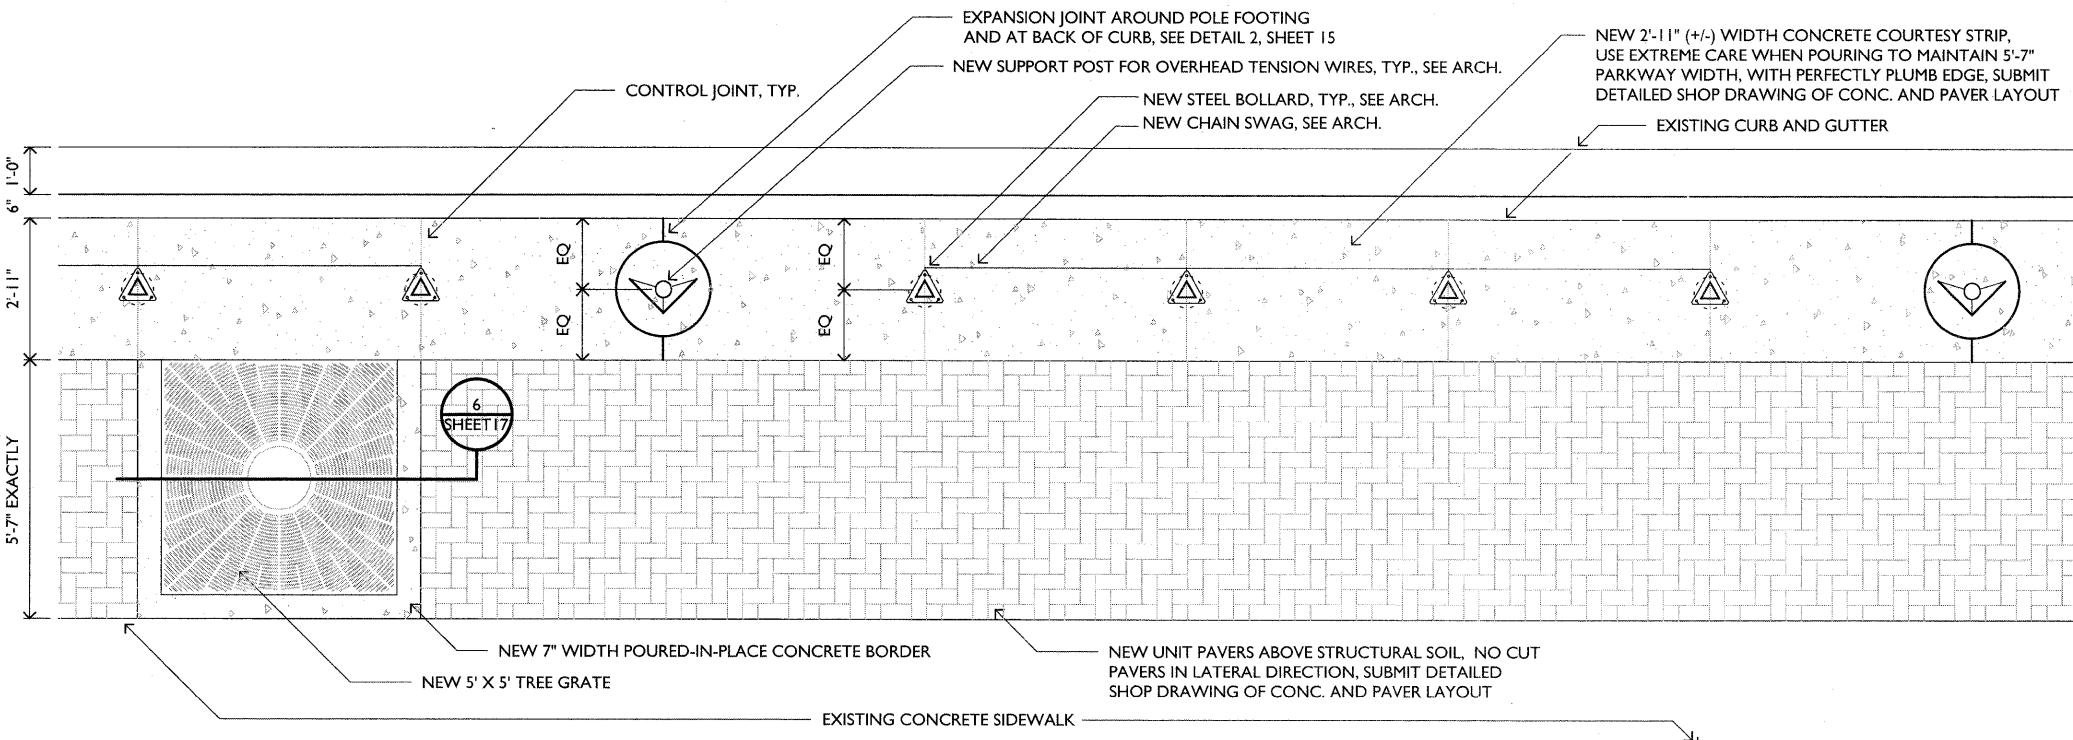 EXPANSION JOINT AROUND POLE FOOTING
AND AT BACK OF CURB, SEE DETAIL 2, SHEET 15
NEW SUPPORT POST FOR OVERHEAD TENSION WIRES, TYP., SEE ARCH.
CONTROL JOINT, TYP.
NEW STEEL BOLLARD, TYP., SEE ARCH.
NEW CHAIN SWAG, SEE ARCH.
NEW 2'-11" (+/-) WIDTH CONCRETE COURTESY STRIP,
USE EXTREME CARE WHEN POURING TO MAINTAIN 5'-7"
PARKWAY WIDTH, WITH PERFECTLY PLUMB EDGE, SUBMIT
DETAILED SHOP DRAWING OF CONC. AND PAVER LAYOUT
EXISTING CURB AND GUTTER
1'-0"
6"
2'-11"
5'-7" EXACTLY
EQ
EQ
EQ
EQ
6
SHEET 17
NEW 7" WIDTH POURED-IN-PLACE CONCRETE BORDER
NEW 5' X 5' TREE GRATE
NEW UNIT PAVERS ABOVE STRUCTURAL SOIL, NO CUT
PAVERS IN LATERAL DIRECTION, SUBMIT DETAILED
SHOP DRAWING OF CONC. AND PAVER LAYOUT
EXISTING CONCRETE SIDEWALK